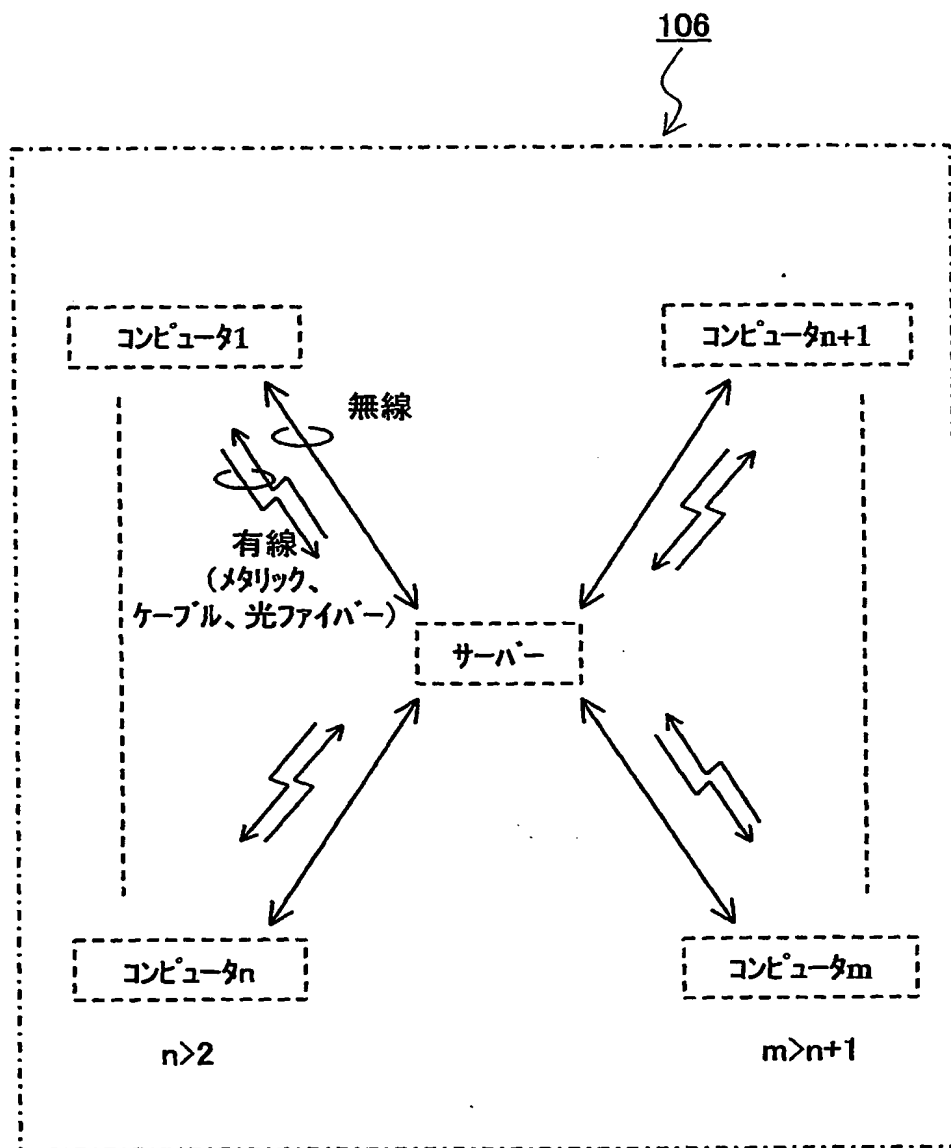 106
コンピュータ1
コンピュータn+1
無線
有線
(メタリック、
ケーブル、光ファイバー)
サーバー
コンピュータn
コンピュータm
n>2
m>n+1